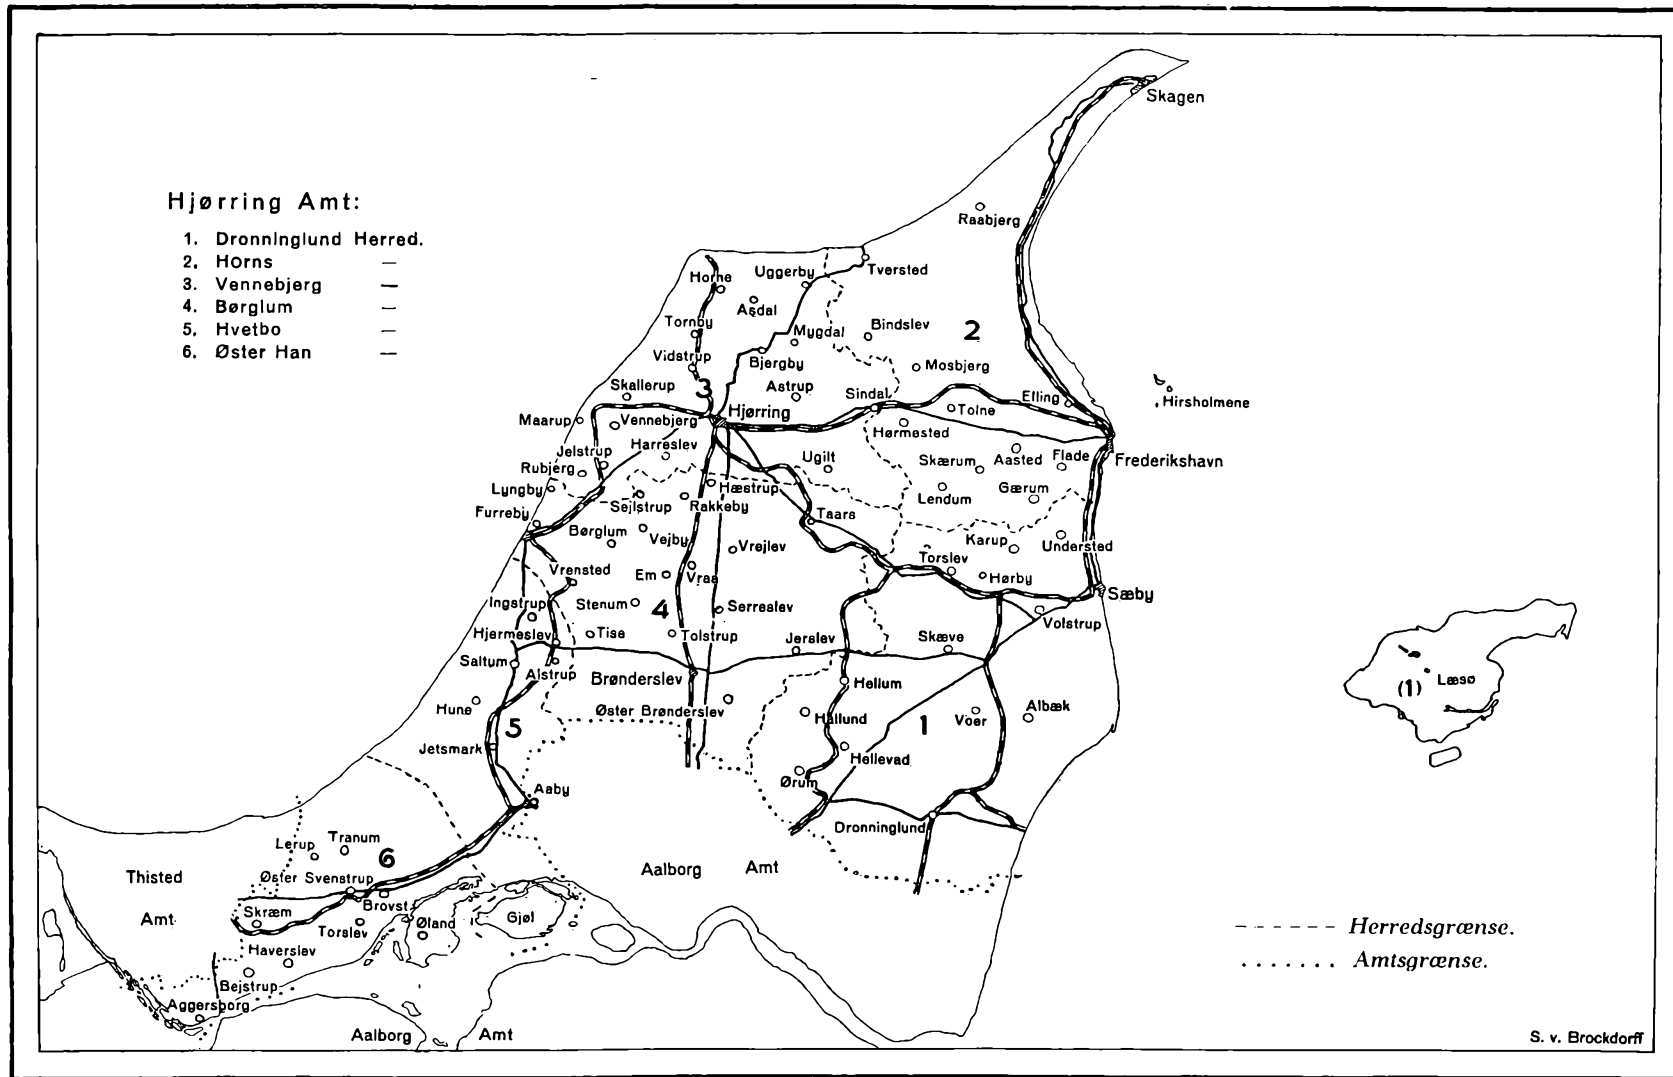 Hjørring Amt:
1. Dronninglund Herred.
2. Horns —
3. Vennebjerg —
4. Børglum —
5. Hvetbo —
6. Øster Han —
Skagen
Raabjerg
Tversted
Uggerby
Horne
Asdal
Tornby
Mygdal
Bindslev
2
Vidstrup
Bjergby
Mosbjerg
Skallerup
3
Astrup
Sindal
Tolne
Elling
Hirsholmene
Maarup
Vennebjerg
Hjørring
Hørmested
Harreslev
Jelstrup
Ugilt
Skærum
Aasted
Flade
Frederikshavn
Rubjerg
Lyngby
Hæstrup
Lendum
Gærum
Sejlstrup
Rakkeby
Furreby
Taars
Børglum
Vejby
Vrejlev
Karup
Understed
Torslev
Vrensted
Em
Vraa
Hørby
Sæby
Ingstrup
Stenum
4
Serreslev
Volstrup
Hjermeslev
Tise
Tolstrup
Jerslev
Skæve
Saltum
Alstrup
Brønderslev
Hellum
(1)
Læsø
Hune
Øster Brønderslev
Hallund
1
Voer
Albæk
5
Jetsmark
Hellevad
Ørum
Aaby
Dronninglund
Lerup
Tranum
6
Aalborg Amt
Thisted
Øster Svenstrup
Amt
Skræm
Brovst
Øland
Gjøl
Torslev
Haverslev
Bejstrup
Aggersborg
Aalborg Amt
Herredsgrænse.
Amtsgrænse.
S. v. Brockdorff